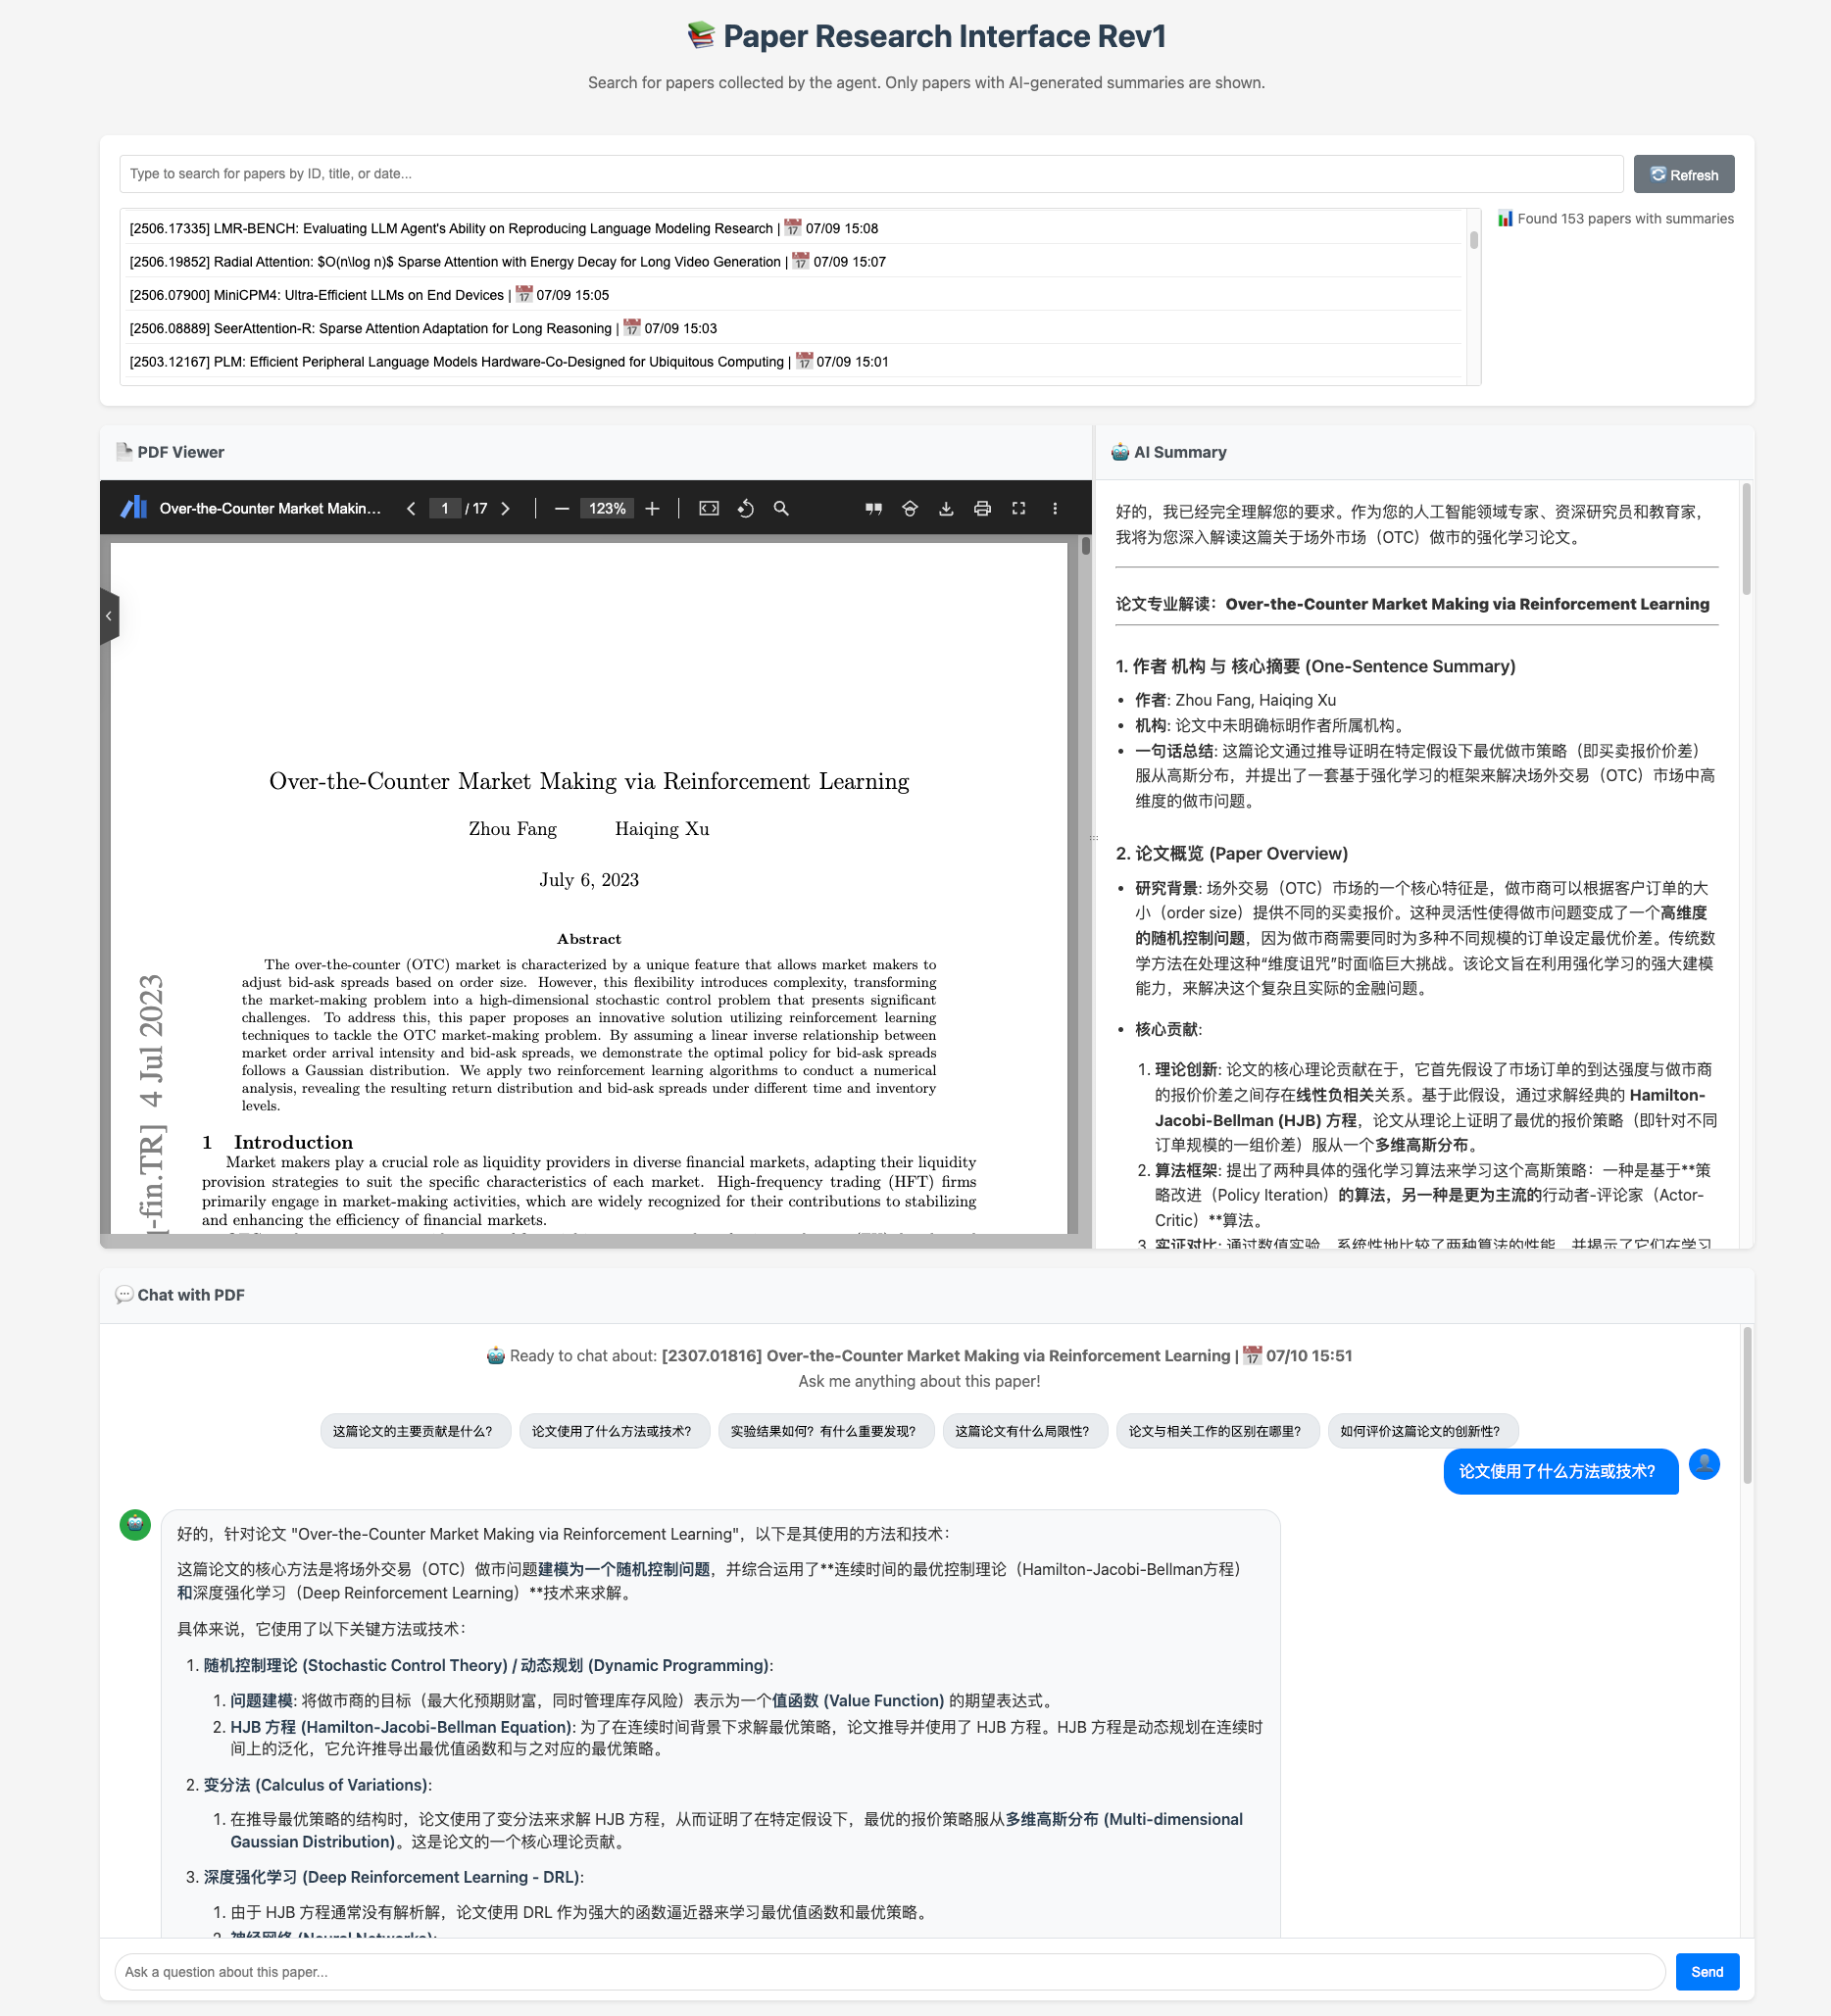 📚 Paper Research Interface Rev1
Search for papers collected by the agent. Only papers with AI-generated summaries are shown.
Type to search for papers by ID, title, or date...
🔄 Refresh
[2506.17335] LMR-BENCH: Evaluating LLM Agent's Ability on Reproducing Language Modeling Research | 📅 07/09 15:08
[2506.19852] Radial Attention: $O(n\log n)$ Sparse Attention with Energy Decay for Long Video Generation | 📅 07/09 15:07
[2506.07900] MiniCPM4: Ultra-Efficient LLMs on End Devices | 📅 07/09 15:05
[2506.08889] SeerAttention-R: Sparse Attention Adaptation for Long Reasoning | 📅 07/09 15:03
[2503.12167] PLM: Efficient Peripheral Language Models Hardware-Co-Designed for Ubiquitous Computing | 📅 07/09 15:01
📊 Found 153 papers with summaries
📄 PDF Viewer
Over-the-Counter Market Makin...
1 / 17
123%
Over-the-Counter Market Making via Reinforcement Learning
Zhou Fang Haiqing Xu
July 6, 2023
Abstract
The over-the-counter (OTC) market is characterized by a unique feature that allows market makers to
adjust bid-ask spreads based on order size. However, this flexibility introduces complexity, transforming
the market-making problem into a high-dimensional stochastic control problem that presents significant
challenges. To address this, this paper proposes an innovative solution utilizing reinforcement learning
techniques to tackle the OTC market-making problem. By assuming a linear inverse relationship between
market order arrival intensity and bid-ask spreads, we demonstrate the optimal policy for bid-ask spreads
follows a Gaussian distribution. We apply two reinforcement learning algorithms to conduct a numerical
analysis, revealing the resulting return distribution and bid-ask spreads under different time and inventory
levels.
1 Introduction
Market makers play a crucial role as liquidity providers in diverse financial markets, adapting their liquidity
provision strategies to suit the specific characteristics of each market. High-frequency trading (HFT) firms
primarily engage in market-making activities, which are widely recognized for their contributions to stabilizing
and enhancing the efficiency of financial markets.
-fin.TR] 4 Jul 2023
🤖 AI Summary
好的，我已经完全理解您的要求。作为您的人工智能领域专家、资深研究员和教育家，
我将为您深入解读这篇关于场外市场（OTC）做市的强化学习论文。
论文专业解读：Over-the-Counter Market Making via Reinforcement Learning
1. 作者 机构 与 核心摘要 (One-Sentence Summary)
• 作者: Zhou Fang, Haiqing Xu
• 机构: 论文中未明确标明作者所属机构。
• 一句话总结: 这篇论文通过推导证明在特定假设下最优做市策略（即买卖报价价差）
服从高斯分布，并提出了一套基于强化学习的框架来解决场外交易（OTC）市场中高
维度的做市问题。
2. 论文概览 (Paper Overview)
• 研究背景: 场外交易（OTC）市场的一个核心特征是，做市商可以根据客户订单的大
小（order size）提供不同的买卖报价。这种灵活性使得做市问题变成了一个高维度
的随机控制问题，因为做市商需要同时为多种不同规模的订单设定最优价差。传统数
学方法在处理这种“维度诅咒”时面临巨大挑战。该论文旨在利用强化学习的强大建模
能力，来解决这个复杂且实际的金融问题。
• 核心贡献:
1. 理论创新: 论文的核心理论贡献在于，它首先假设了市场订单的到达强度与做市商
的报价价差之间存在线性负相关关系。基于此假设，通过求解经典的 Hamilton-
Jacobi-Bellman (HJB) 方程，论文从理论上证明了最优的报价策略（即针对不同
订单规模的一组价差）服从一个多维高斯分布。
2. 算法框架: 提出了两种具体的强化学习算法来学习这个高斯策略：一种是基于**策
略改进（Policy Iteration）的算法，另一种是更为主流的行动者-评论家（Actor-
Critic）**算法。
3. 实证对比: 通过数值实验，系统性地比较了两种算法的性能，并揭示了它们在学习
💬 Chat with PDF
🤖 Ready to chat about: [2307.01816] Over-the-Counter Market Making via Reinforcement Learning | 📅 07/10 15:51
Ask me anything about this paper!
这篇论文的主要贡献是什么？
论文使用了什么方法或技术？
实验结果如何？有什么重要发现？
这篇论文有什么局限性？
论文与相关工作的区别在哪里？
如何评价这篇论文的创新性？
论文使用了什么方法或技术？
好的，针对论文 "Over-the-Counter Market Making via Reinforcement Learning"，以下是其使用的方法和技术：
这篇论文的核心方法是将场外交易（OTC）做市问题建模为一个随机控制问题，并综合运用了**连续时间的最优控制理论（Hamilton-Jacobi-Bellman方程）
和深度强化学习（Deep Reinforcement Learning）**技术来求解。
具体来说，它使用了以下关键方法或技术：
1. 随机控制理论 (Stochastic Control Theory) / 动态规划 (Dynamic Programming):
1. 问题建模: 将做市商的目标（最大化预期财富，同时管理库存风险）表示为一个值函数 (Value Function) 的期望表达式。
2. HJB 方程 (Hamilton-Jacobi-Bellman Equation): 为了在连续时间背景下求解最优策略，论文推导并使用了 HJB 方程。HJB 方程是动态规划在连续时
间上的泛化，它允许推导出最优值函数和与之对应的最优策略。
2. 变分法 (Calculus of Variations):
1. 在推导最优策略的结构时，论文使用了变分法来求解 HJB 方程，从而证明了在特定假设下，最优的报价策略服从多维高斯分布 (Multi-dimensional
Gaussian Distribution)。这是论文的一个核心理论贡献。
3. 深度强化学习 (Deep Reinforcement Learning - DRL):
1. 由于 HJB 方程通常没有解析解，论文使用 DRL 作为强大的函数逼近器来学习最优值函数和最优策略。
2. 神经网络 (Neural Networks):
Ask a question about this paper...
Send